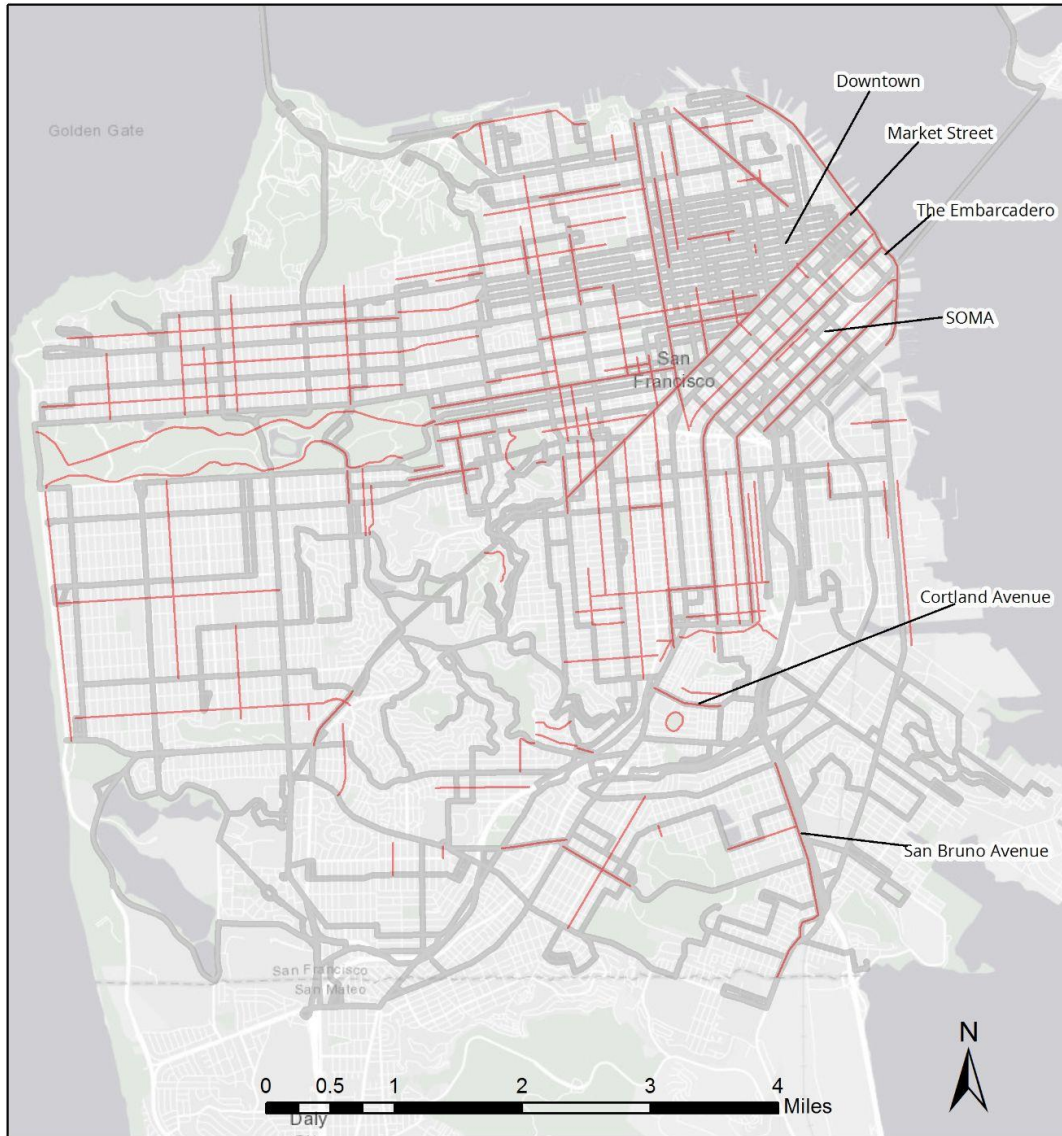 Downtown
Golden Gate
Market Street
The Embarcadero
SOMA
San
Francisco
Cortland Avenue
San Bruno Avenue
San Francisco
San Mateo
N
0 0.5 1 2 3 4
Miles
Daly